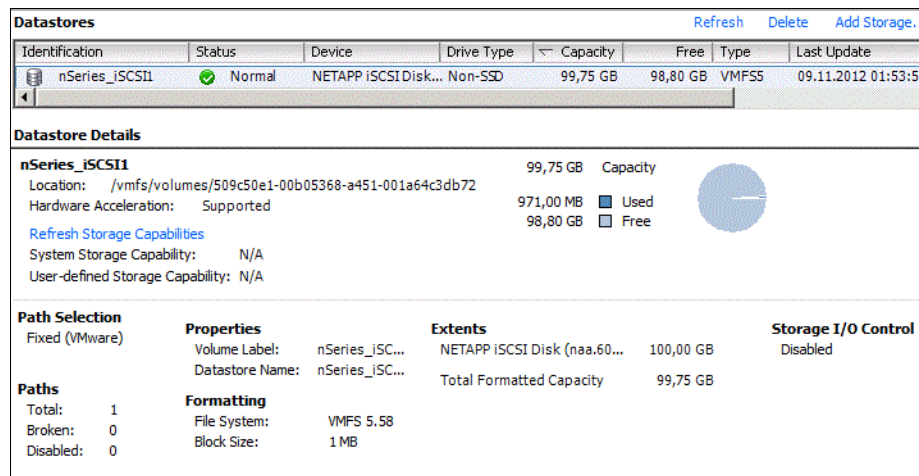 Datastores Refresh Delete Add Storage.
Identification Status Device Drive Type Capacity Free Type Last Update
nSeries_iSCSI1 Normal NETAPP iSCSI Disk... Non-SSD 99,75 GB 98,80 GB VMFS5 09.11.2012 01:53:5
Datastore Details
nSeries_iSCSI1 99,75 GB Capacity
Location: /vmfs/volumes/509c50e1-00b05368-a451-001a64c3db72
Hardware Acceleration: Supported 971,00 MB Used
98,80 GB Free
Refresh Storage Capabilities
System Storage Capability: N/A
User-defined Storage Capability: N/A
Path Selection
Fixed (VMware)
Paths
Total: 1
Broken: 0
Disabled: 0
Properties
Volume Label: nSeries_iSC...
Datastore Name: nSeries_iSC...
Formatting
File System: VMFS 5.58
Block Size: 1 MB
Extents
NETAPP iSCSI Disk (naa.60... 100,00 GB
Total Formatted Capacity 99,75 GB
Storage I/O Control
Disabled